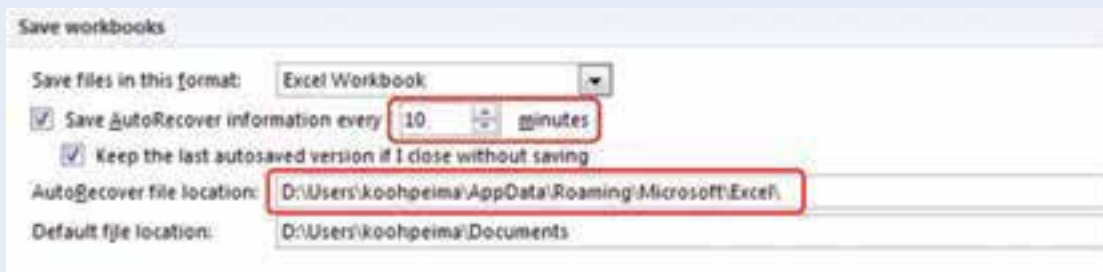 Save workbooks
Save files in this format: Excel Workbook
Save AutoRecover information every 10 minutes
Keep the last autosaved version if I close without saving
AutoRecover file location: D:\Users\koohpeima\AppData\Roaming\Microsoft\Excel\
Default file location: D:\Users\koohpeima\Documents